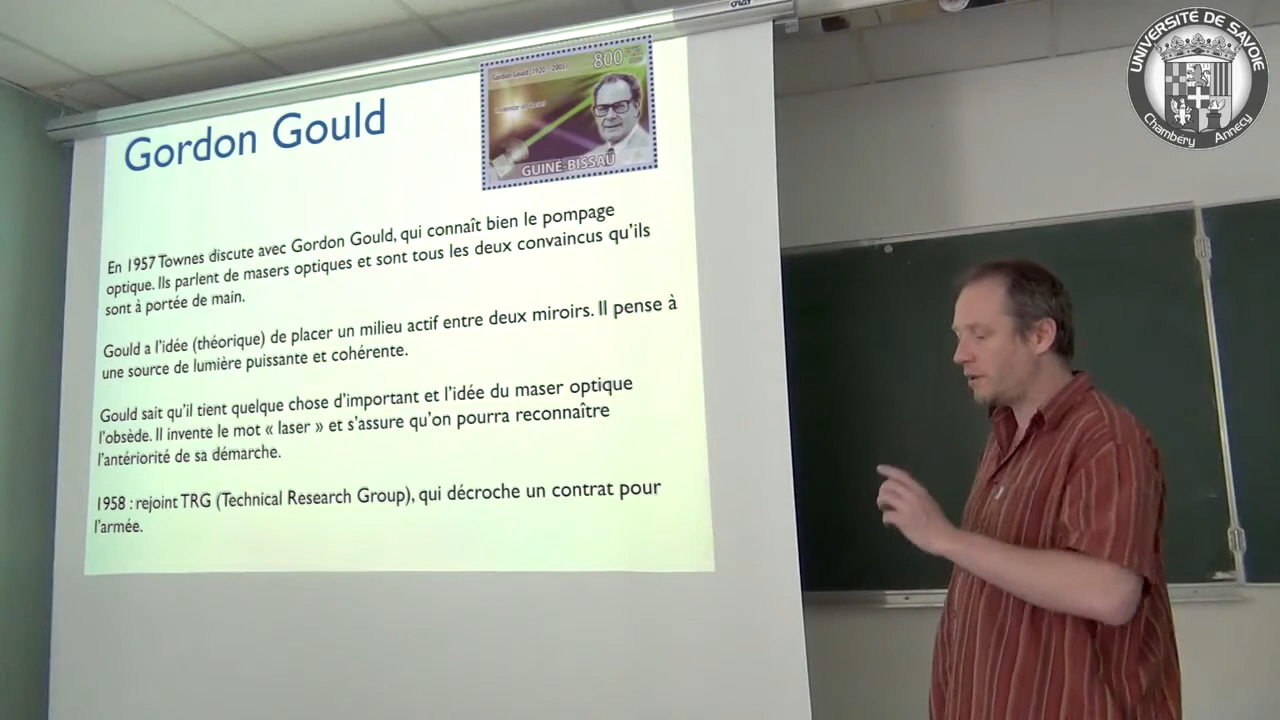 UNIVERSITÉ DE SAVOIE
Chambéry Annecy
Gordon Gould
Gordon Gould (1920 - 2005)
800
GUINÉ-BISSAU
En 1957 Townes discute avec Gordon Gould, qui connaît bien le pompage
optique. Ils parlent de masers optiques et sont tous les deux convaincus qu'ils
sont à portée de main.
Gould a l'idée (théorique) de placer un milieu actif entre deux miroirs. Il pense à
une source de lumière puissante et cohérente.
Gould sait qu'il tient quelque chose d'important et l'idée du maser optique
l'obsède. Il invente le mot « laser » et s'assure qu'on pourra reconnaître
l'antériorité de sa démarche.
1958 : rejoint TRG (Technical Research Group), qui décroche un contrat pour
l'armée.